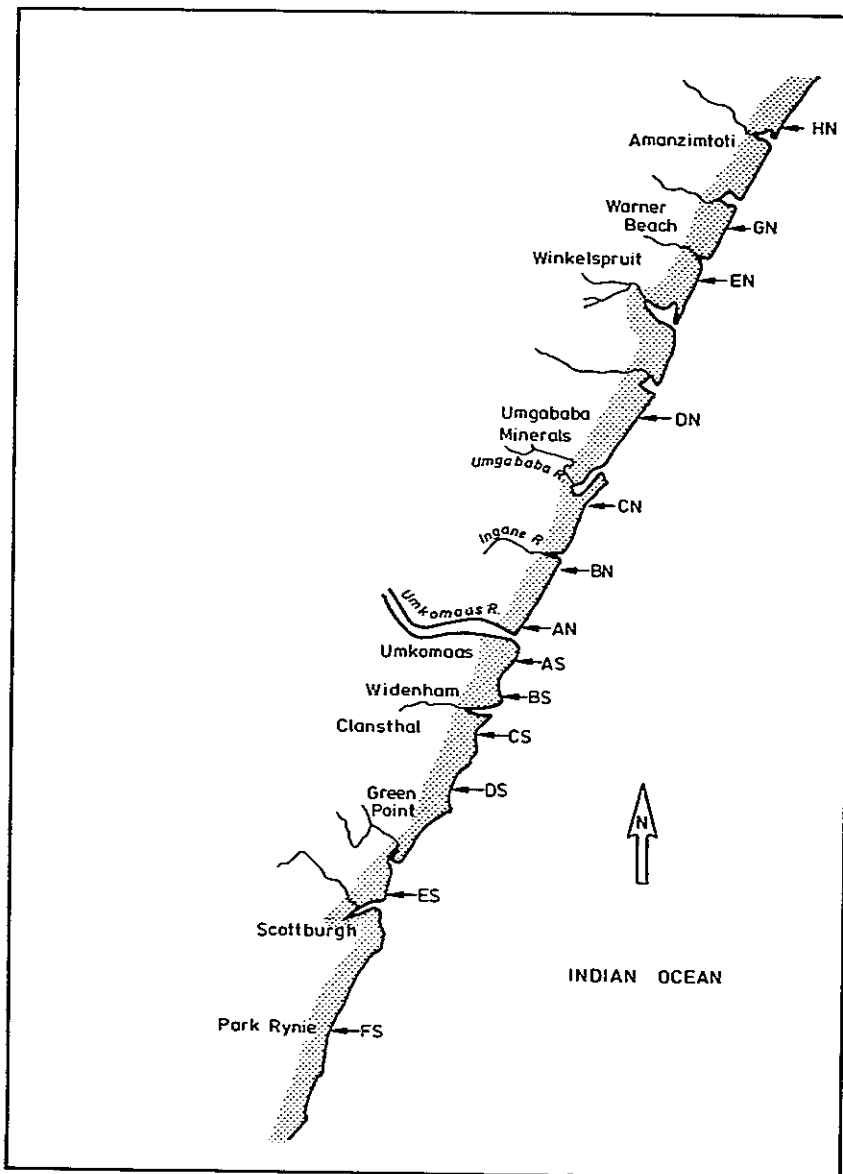 HN
Amanzimtoti
Warner
Beach
GN
Winkelspruit
EN
Umgababa
Minerals
DN
Umgababa R.
CN
Ingane R
BN
Umkomaas R.
AN
Umkomaas
AS
Widenham
BS
Clansthal
CS
Green
Point
DS
N
ES
Scottburgh
INDIAN OCEAN
Park Rynie
FS